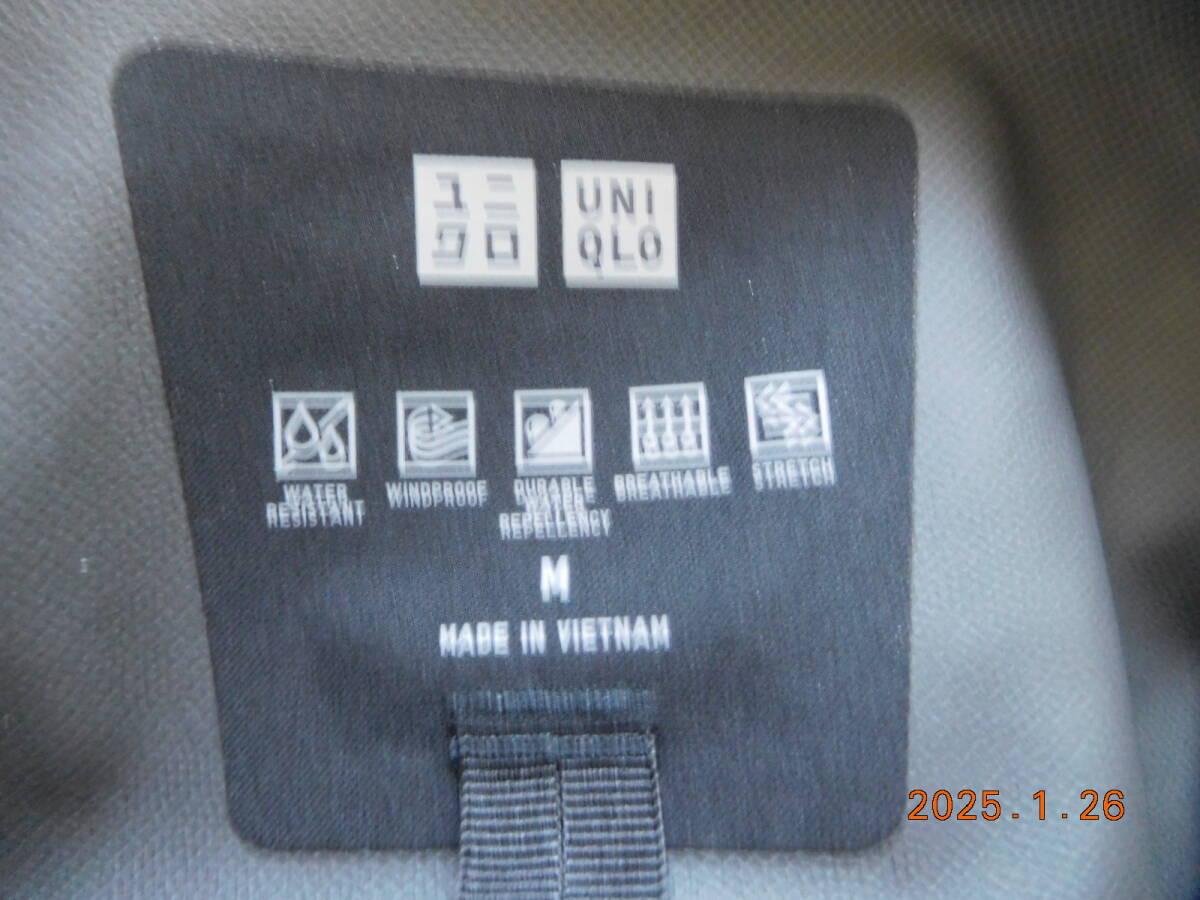 ユニ UNI
クロ QLO
WATER RESISTANT
WINDPROOF
DURABLE WATER REPELLENCY
BREATHABLE
STRETCH
M
MADE IN VIETNAM
2025.1.26